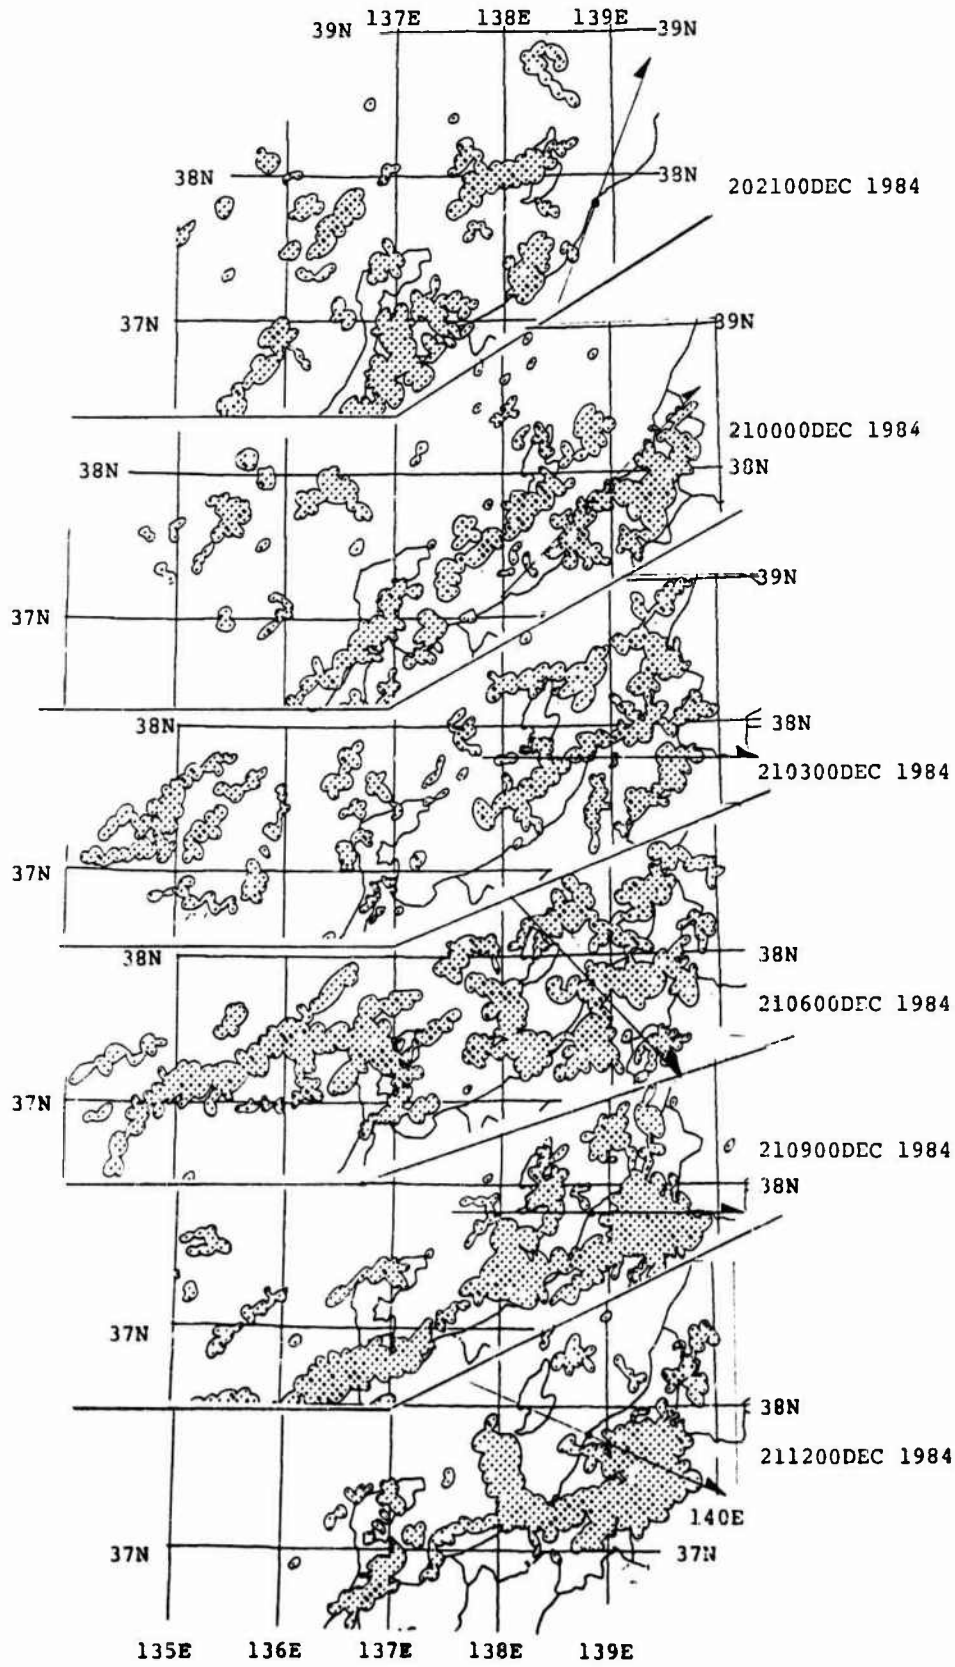 137E 138E 139E
39N 39N
38N 38N
202100DEC 1984
37N
39N
210000DEC 1984
38N 38N
39N
37N
38N 38N
210300DEC 1984
37N
38N 38N
210600DEC 1984
37N
210900DEC 1984
38N
37N
38N
211200DEC 1984
140E
37N 37N
135E 136E 137E 138E 139E